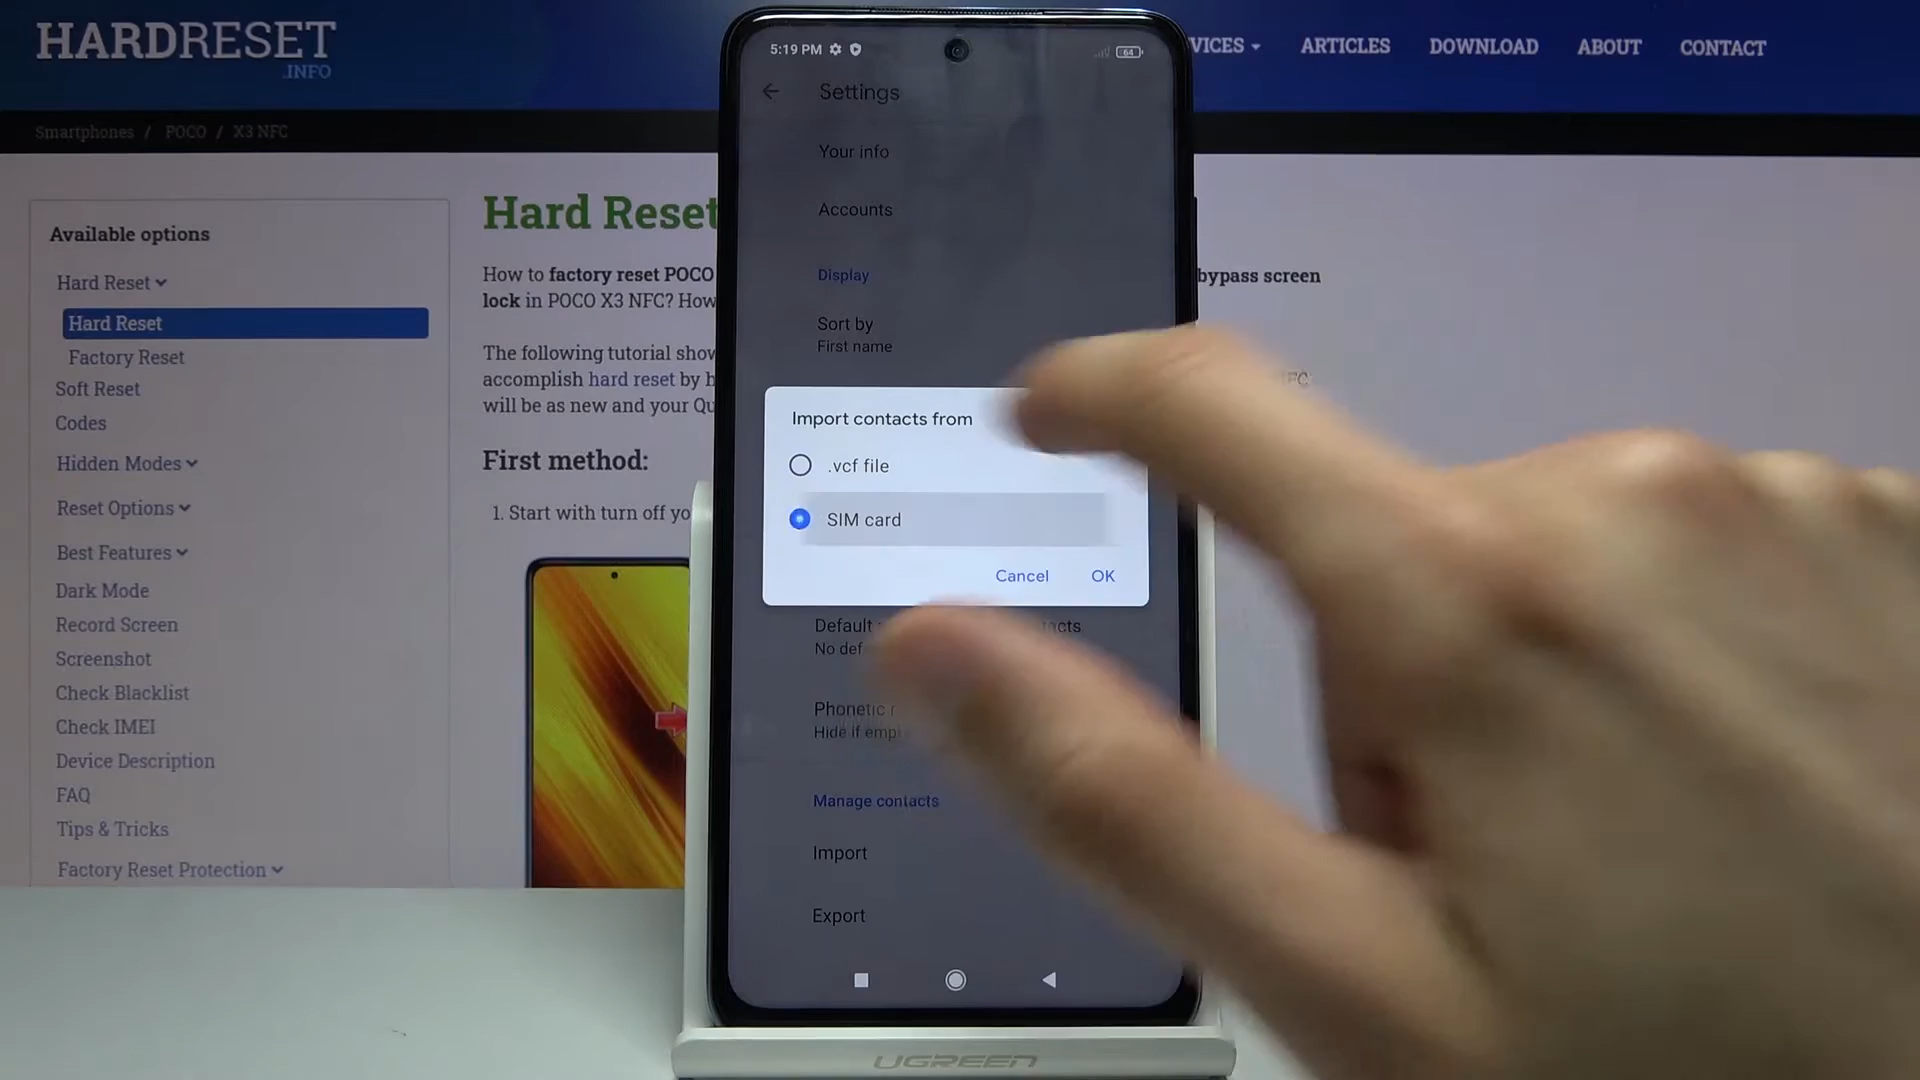 HARDRESET
.INFO
VICES
ARTICLES
DOWNLOAD
ABOUT
CONTACT
Smartphones / POCO / X3 NFC
Available options
Hard Reset
Hard Reset
Factory Reset
Soft Reset
Codes
Hidden Modes
Reset Options
Best Features
Dark Mode
Record Screen
Screenshot
Check Blacklist
Check IMEI
Device Description
FAQ
Tips & Tricks
Factory Reset Protection
Hard Reset
How to factory reset POCO
bypass screen
lock in POCO X3 NFC? How
The following tutorial show
accomplish hard reset by h
will be as new and your Qu
First method:
1. Start with turn off yo
5:19 PM
64
Settings
Your info
Accounts
Display
Sort by
First name
Import contacts from
.vcf file
SIM card
Cancel OK
Default
No def
Phonetic
Hide if emp
Manage contacts
Import
Export
UGREEN